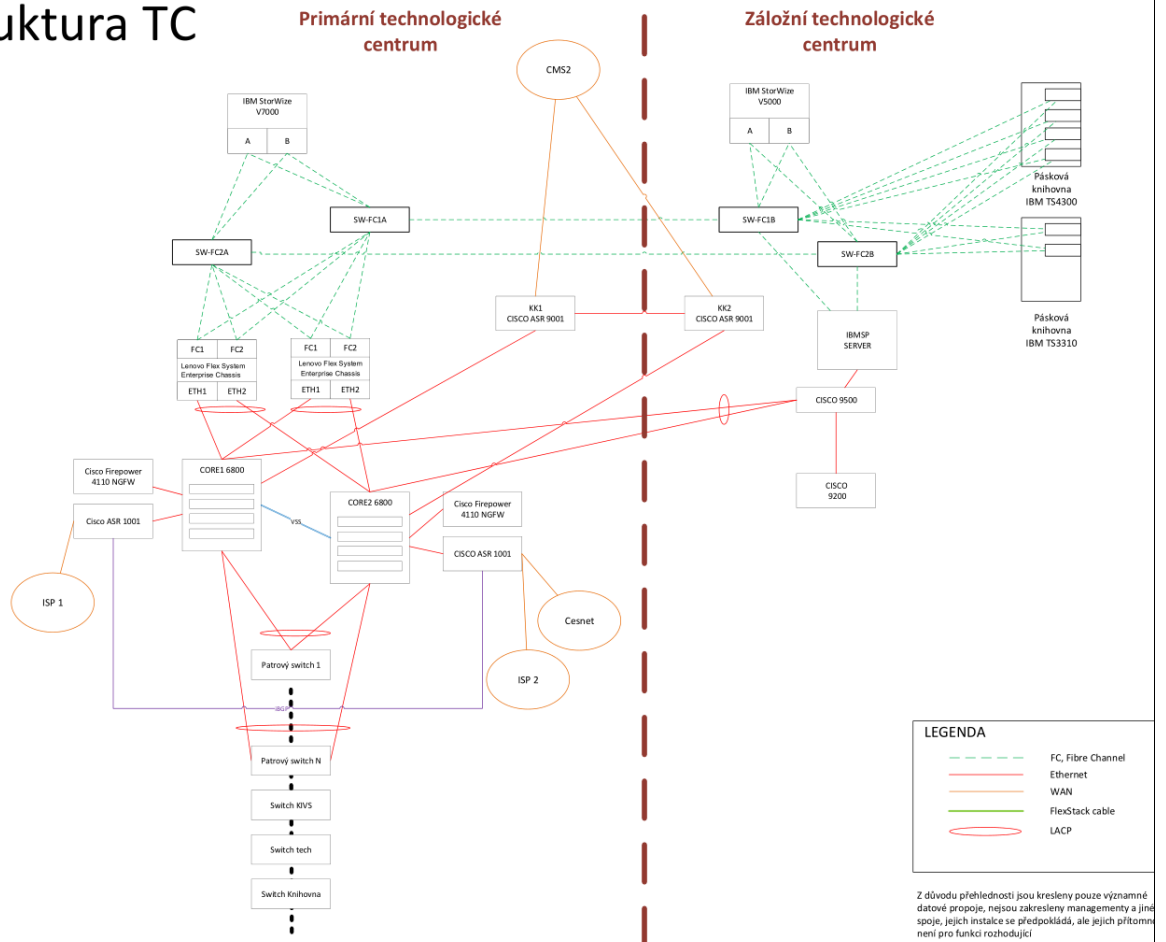 uktura TC
Primární technologické
centrum
Záložní technologické
centrum
CMS2
IBM StorWize
V7000
A
B
IBM StorWize
V5000
A
B
Pásková
knihovna
IBM TS4300
SW-FC1A
SW-FC1B
SW-FC2A
SW-FC2B
KK1
CISCO ASR 9001
KK2
CISCO ASR 9001
Pásková
knihovna
IBM TS3310
IBMSP
SERVER
FC1
FC2
Lenovo Flex System
Enterprise Chassis
ETH1
ETH2
FC1
FC2
Lenovo Flex System
Enterprise Chassis
ETH1
ETH2
CISCO 9500
CISCO
9200
Cisco Firepower
4110 NGFW
CORE1 6800
Cisco ASR 1001
VSS
CORE2 6800
Cisco Firepower
4110 NGFW
CISCO ASR 1001
ISP 1
Cesnet
ISP 2
Patrový switch 1
iBGP
Patrový switch N
Switch KIVS
Switch tech
Switch Knihovna
LEGENDA
FC, Fibre Channel
Ethernet
WAN
FlexStack cable
LACP
Z důvodu přehlednosti jsou kresleny pouze významné
datové propoje, nejsou zakresleny managementy a jiné
spoje, jejich instalce se předpokládá, ale jejich přítomno
není pro funkci rozhodující